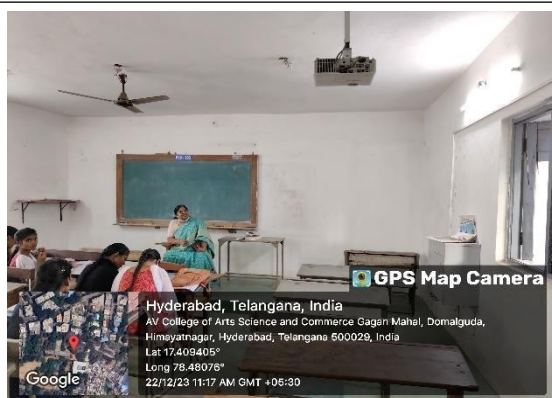 GPS Map Camera
Hyderabad, Telangana, India
AV College of Arts Science and Commerce Gagan Mahal, Domalguda,
Himayatnagar, Hyderabad, Telangana 500029, India
Lat 17.409405°
Long 78.48076°
22/12/23 11:17 AM GMT +05:30
Google